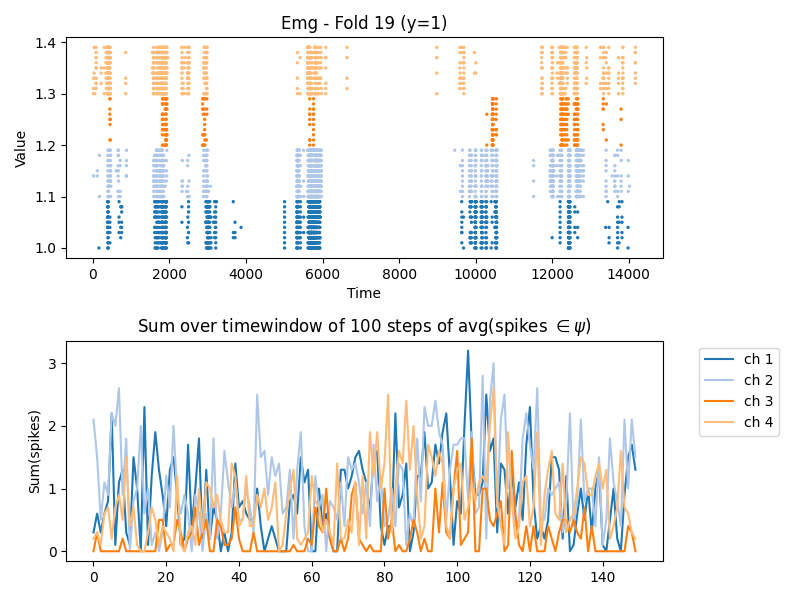 Emg - Fold 19 (y=1)
Value
1.4
1.3
1.2
1.1
1.0
0 2000 4000 6000 8000 10000 12000 14000
Time
Sum over timewindow of 100 steps of avg(spikes ∈ ψ)
Sum(spikes)
3
2
1
0
0 20 40 60 80 100 120 140
ch 1
ch 2
ch 3
ch 4